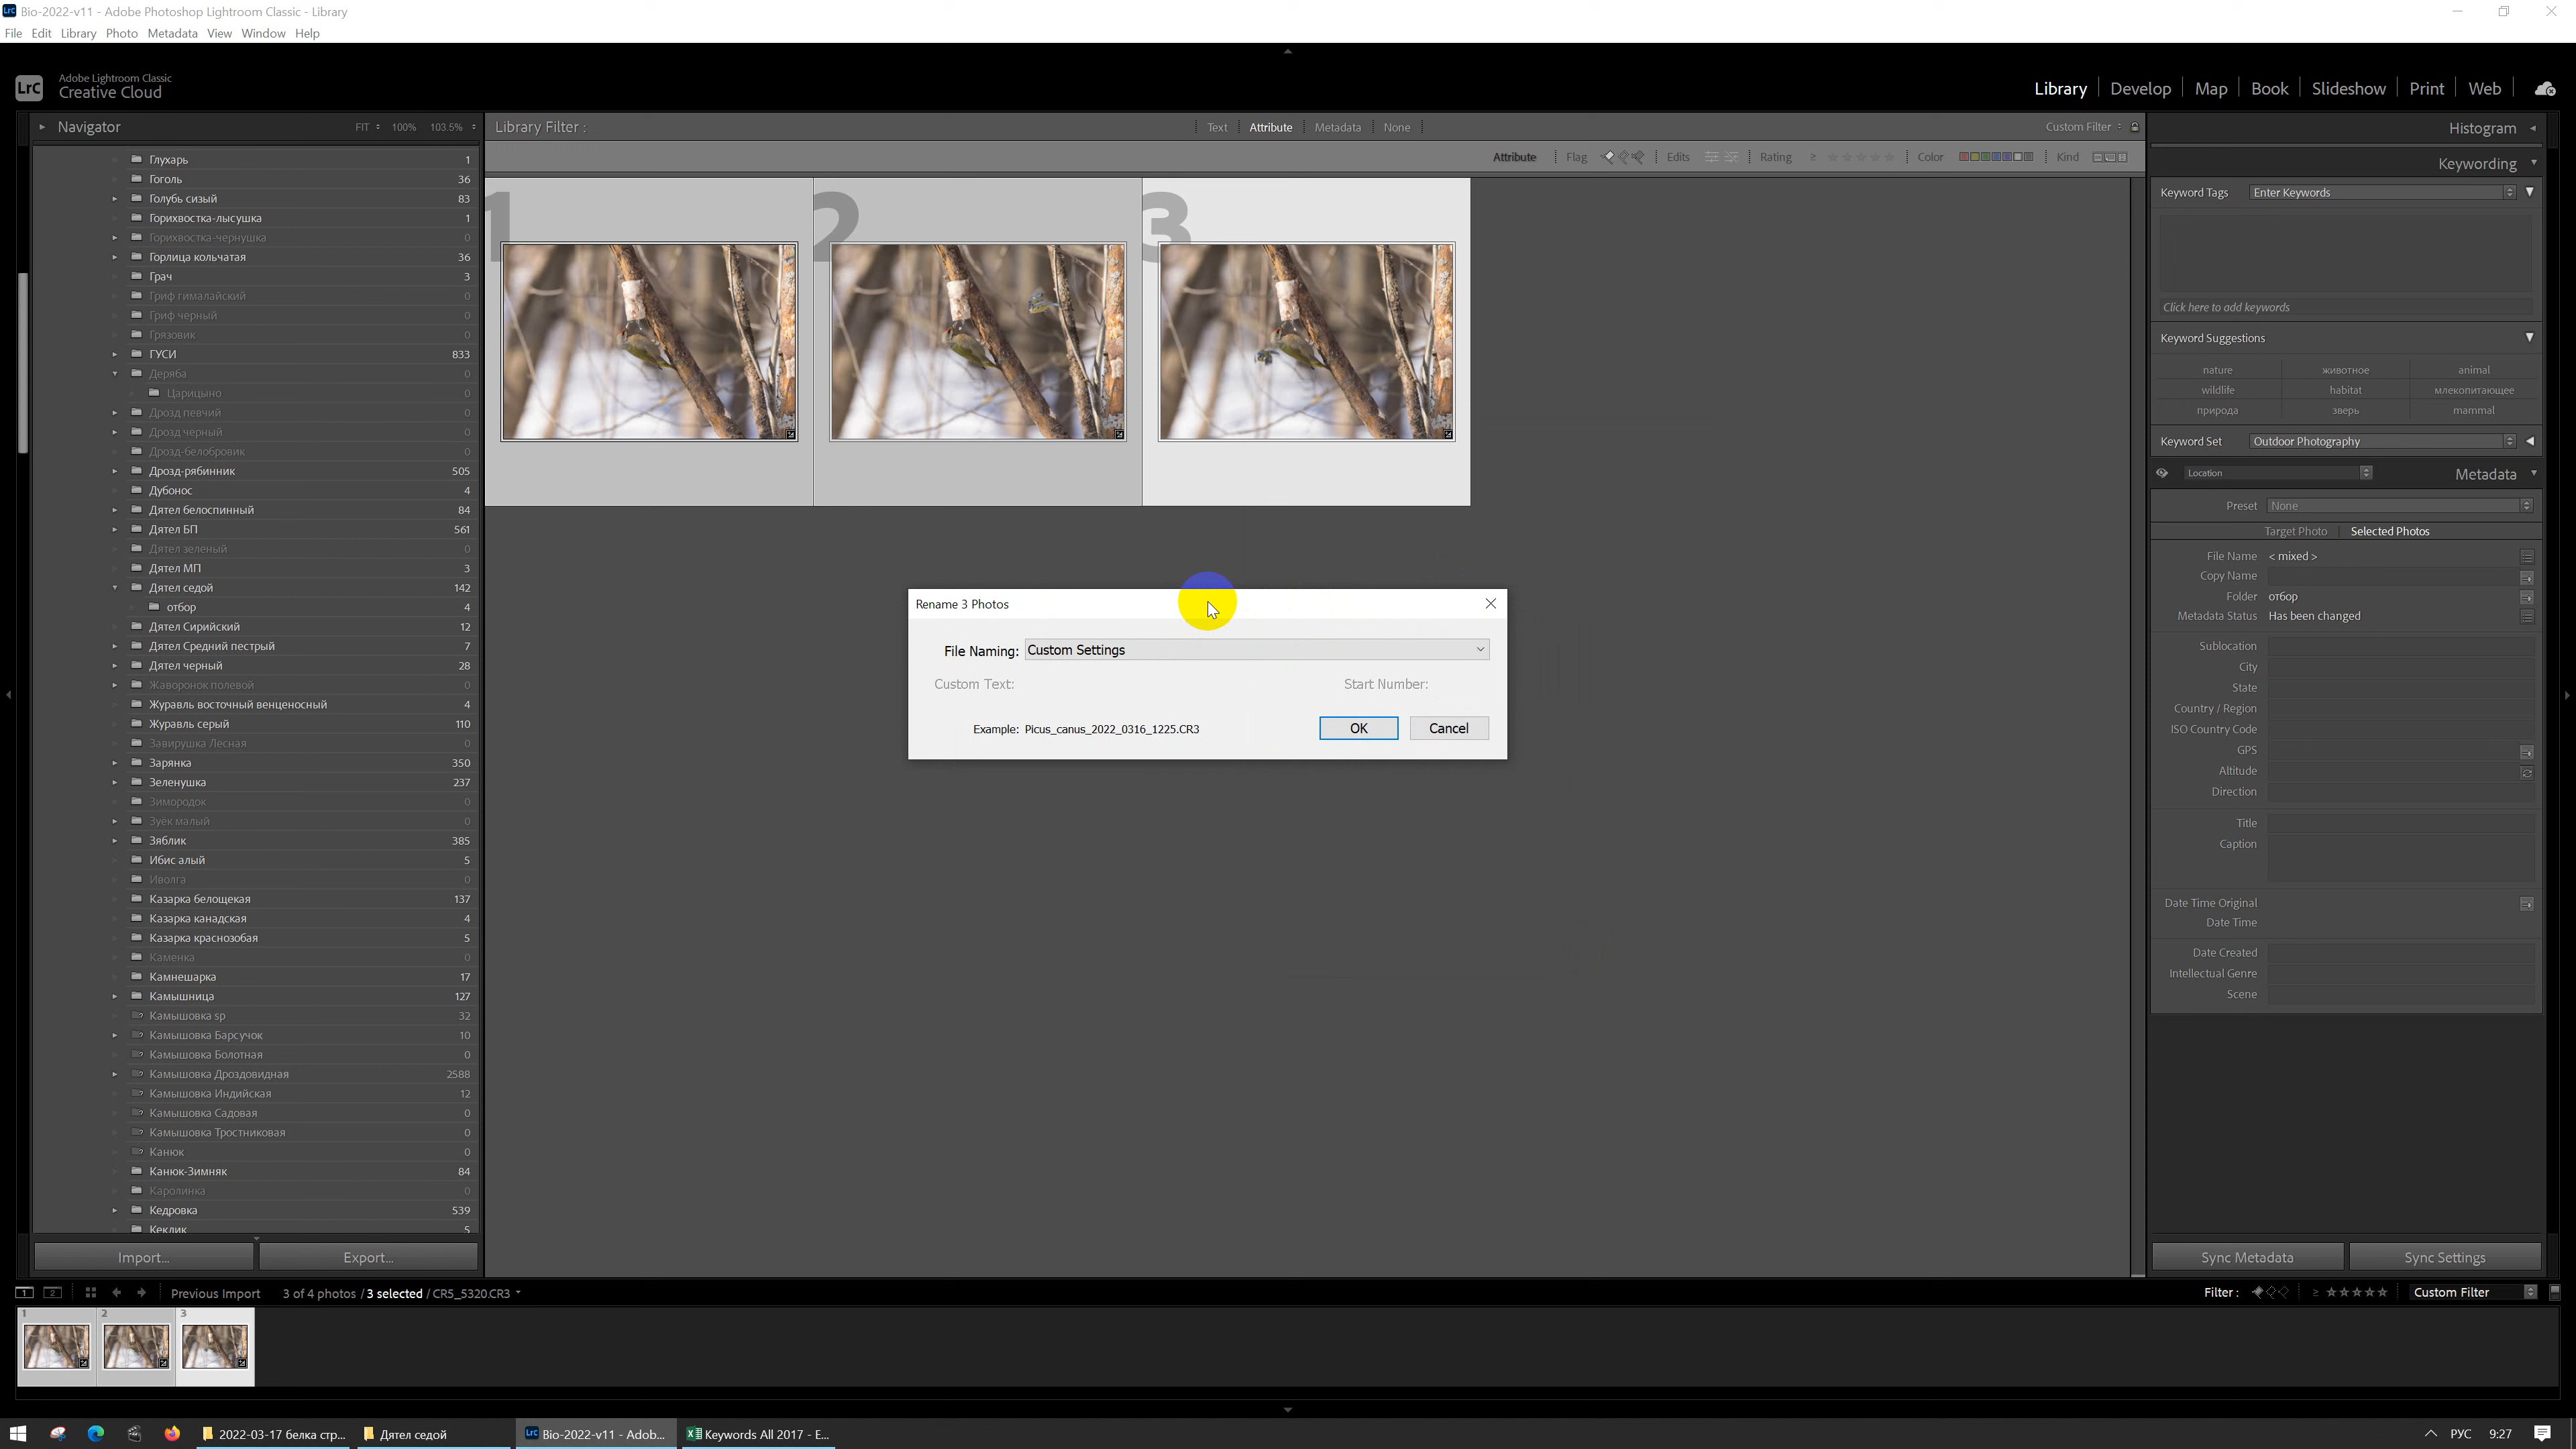 Bio-2022-v11 - Adobe Photoshop Lightroom Classic - Library
File Edit Library Photo Metadata View Window Help
LrC
Adobe Lightroom Classic
Creative Cloud
Library Develop Map Book Slideshow Print Web
Navigator FIT 100% 103.5%
Library Filter :
Text Attribute Metadata None
Custom Filter
Histogram
Attribute Flag Edits Rating ≥ Color Kind
Глухарь 1
Гоголь 36
Голубь сизый 83
Горихвостка-лысушка 1
Горихвостка-чернушка 0
Горлица кольчатая 36
Грач 3
Гриф гималайский 0
Гриф черный 0
Грязовик 0
ГУСИ 833
Деряба 0
Царицыно 0
Дрозд певчий 0
Дрозд черный 0
Дрозд-белобровик 0
Дрозд-рябинник 505
Дубонос 4
Дятел белоспинный 84
Дятел БП 561
Дятел зеленый 0
Дятел МП 3
Дятел седой 142
отбор 4
Дятел Сирийский 12
Дятел Средний пестрый 7
Дятел черный 28
Жаворонок полевой 0
Журавль восточный венценосный 4
Журавль серый 110
Завирушка Лесная 0
Зарянка 350
Зеленушка 237
Зимородок 0
Зуёк малый 0
Зяблик 385
Ибис алый 5
Иволга 0
Казарка белощекая 137
Казарка канадская 4
Казарка краснозобая 5
Каменка 0
Камнешарка 17
Камышница 127
Камышовка sp 32
Камышовка Барсучок 10
Камышовка Болотная 0
Камышовка Дроздовидная 2588
Камышовка Индийская 12
Камышовка Садовая 0
Камышовка Тростниковая 0
Канюк 0
Канюк-Зимняк 84
Каролинка 0
Кедровка 539
Кеклик 5
Import... Export...
1 2 3
Rename 3 Photos
File Naming: Custom Settings
Custom Text: Start Number:
Example: Picus_canus_2022_0316_1225.CR3 OK Cancel
Keywording
Keyword Tags Enter Keywords
Click here to add keywords
Keyword Suggestions
nature животное animal
wildlife habitat млекопитающее
природа зверь mammal
Keyword Set Outdoor Photography
Location Metadata
Preset None
Target Photo Selected Photos
File Name < mixed >
Copy Name
Folder отбор
Metadata Status Has been changed
Sublocation
City
State
Country / Region
ISO Country Code
GPS
Altitude
Direction
Title
Caption
Date Time Original
Date Time
Date Created
Intellectual Genre
Scene
Sync Metadata Sync Settings
1 2 Previous Import 3 of 4 photos / 3 selected / CR5_5320.CR3
Filter : ≥ Custom Filter
1 2 3
2022-03-17 белка стр... Дятел седой LrC Bio-2022-v11 - Adob... Keywords All 2017 - E...
РУС 9:27